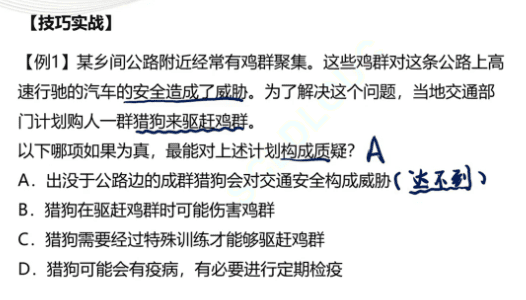 【技巧实战】
【例1】某乡间公路附近经常有鸡群聚集。这些鸡群对这条公路上高
速行驰的汽车的安全造成了威胁。为了解决这个问题，当地交通部
门计划购人一群猎狗来驱赶鸡群。
以下哪项如果为真，最能对上述计划构成质疑？ A
A．出没于公路边的成群猎狗会对交通安全构成威胁(达不到)
B．猎狗在驱赶鸡群时可能伤害鸡群
C．猎狗需要经过特殊训练才能够驱赶鸡群
D．猎狗可能会有疫病，有必要进行定期检疫